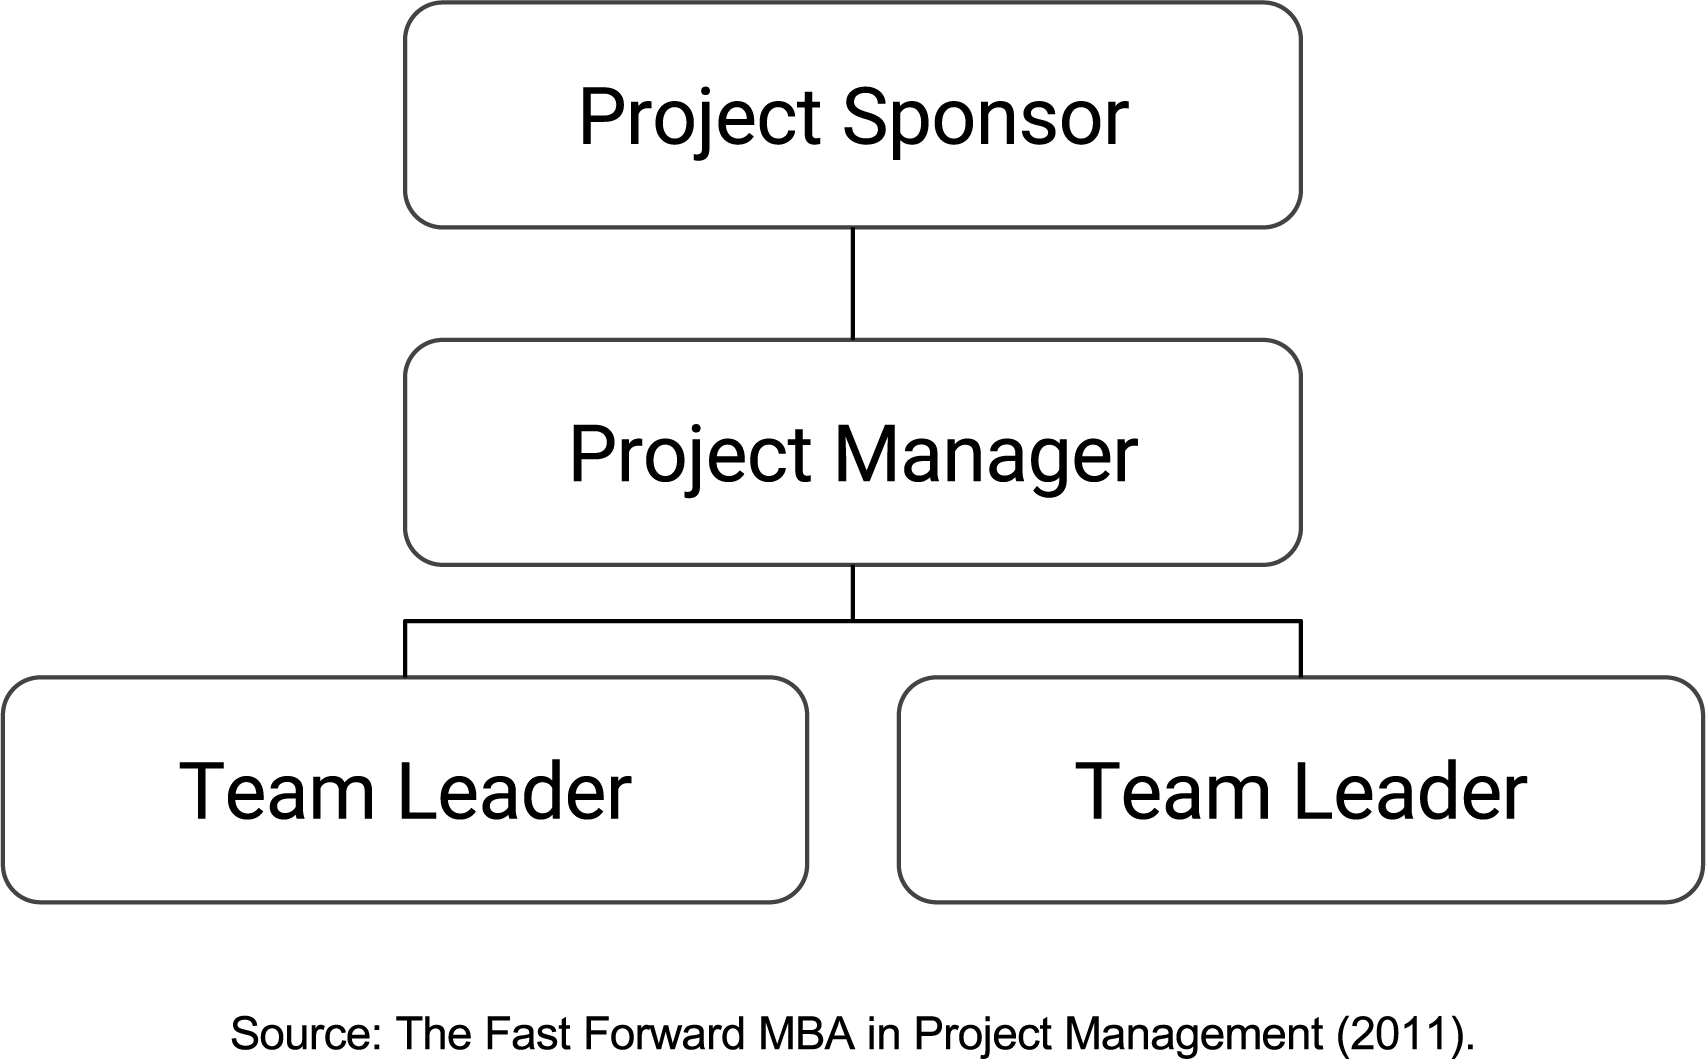 Project Sponsor
Project Manager
Team Leader
Team Leader
Source: The Fast Forward MBA in Project Management (2011).